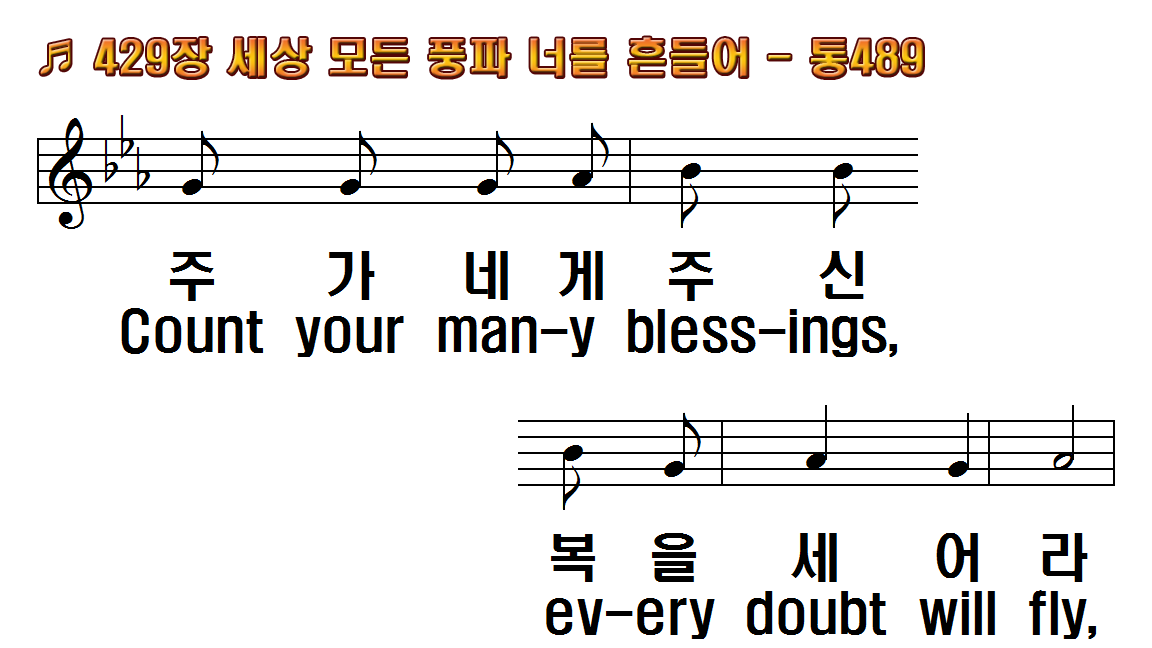 ♬ 429장 세상 모든 풍파 너를 흔들어 - 통489
주 가 네 게 주 신
Count your man-y bless-ings,
복 을 세 어 라
ev-ery doubt will fly,